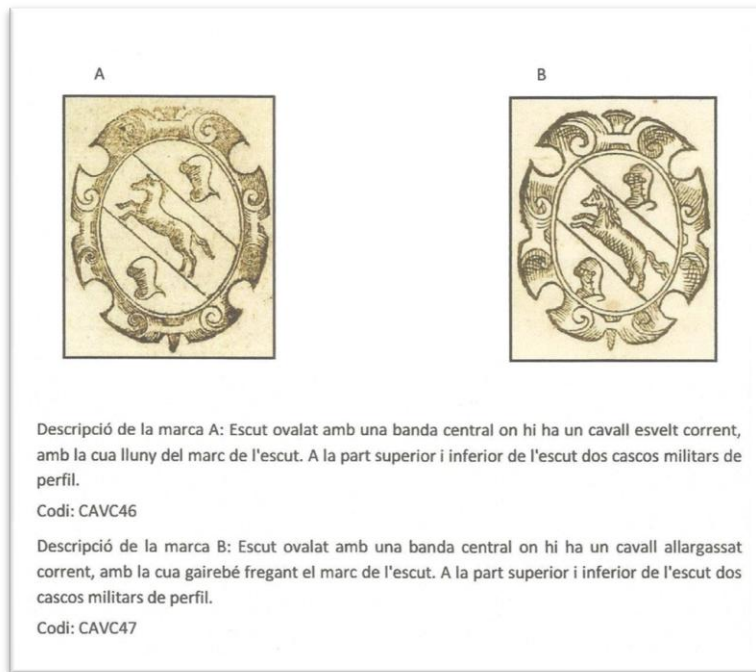 A
B
Descripció de la marca A: Escut ovalat amb una banda central on hi ha un cavall esvelt corrent,
amb la cua lluny del marc de l'escut. A la part superior i inferior de l'escut dos cascos militars de
perfil.
Codi: CAVC46
Descripció de la marca B: Escut ovalat amb una banda central on hi ha un cavall allargassat
corrent, amb la cua gairebé fregant el marc de l'escut. A la part superior i inferior de l'escut dos
cascos militars de perfil.
Codi: CAVC47